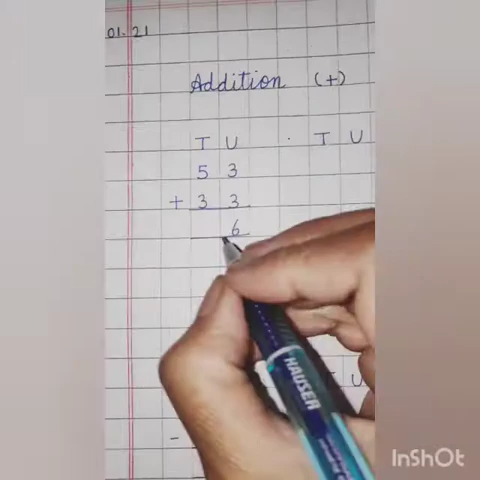 01.21
Addition (+)
T U . T U
5 3
+ 3 3
6
HAUSER
U
-
InShOt